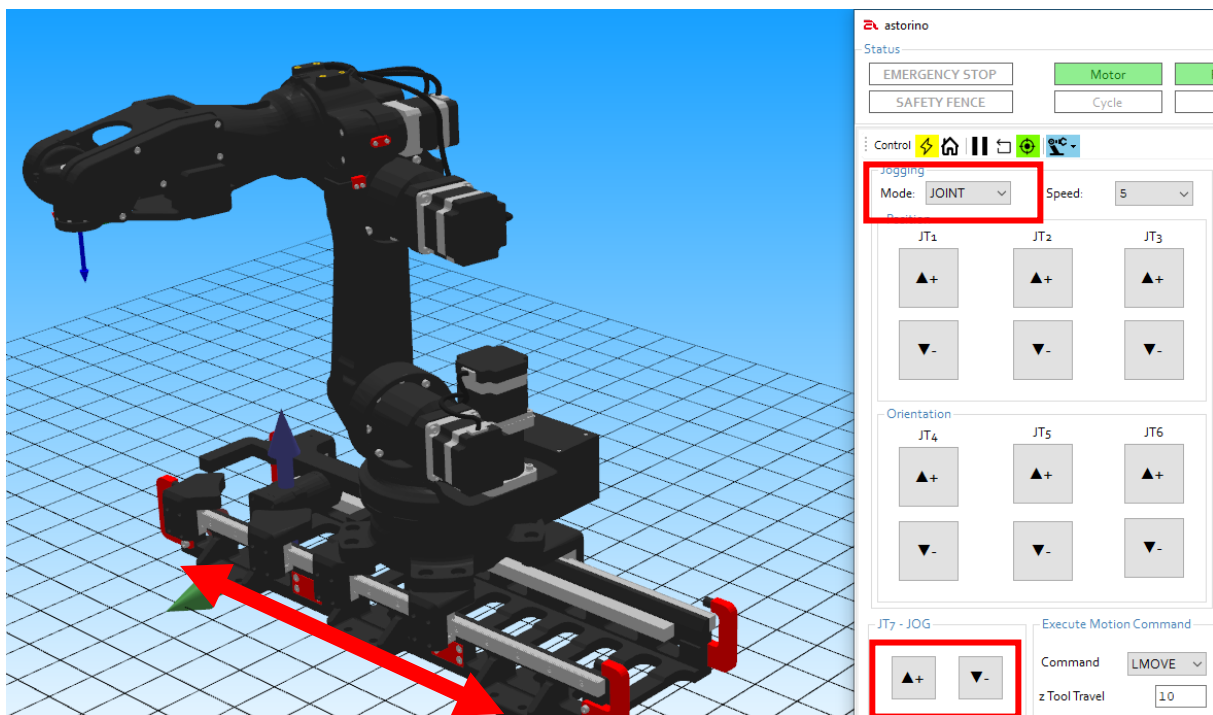 astorino
Status
EMERGENCY STOP
Motor
SAFETY FENCE
Cycle
Control
Jogging
Mode: JOINT
Speed: 5
Position
JT1 JT2 JT3
▲+ ▲+ ▲+
▼- ▼- ▼-
Orientation
JT4 JT5 JT6
▲+ ▲+ ▲+
▼- ▼- ▼-
JT7 - JOG
▲+ ▼-
Execute Motion Command
Command LMOVE
z Tool Travel 10